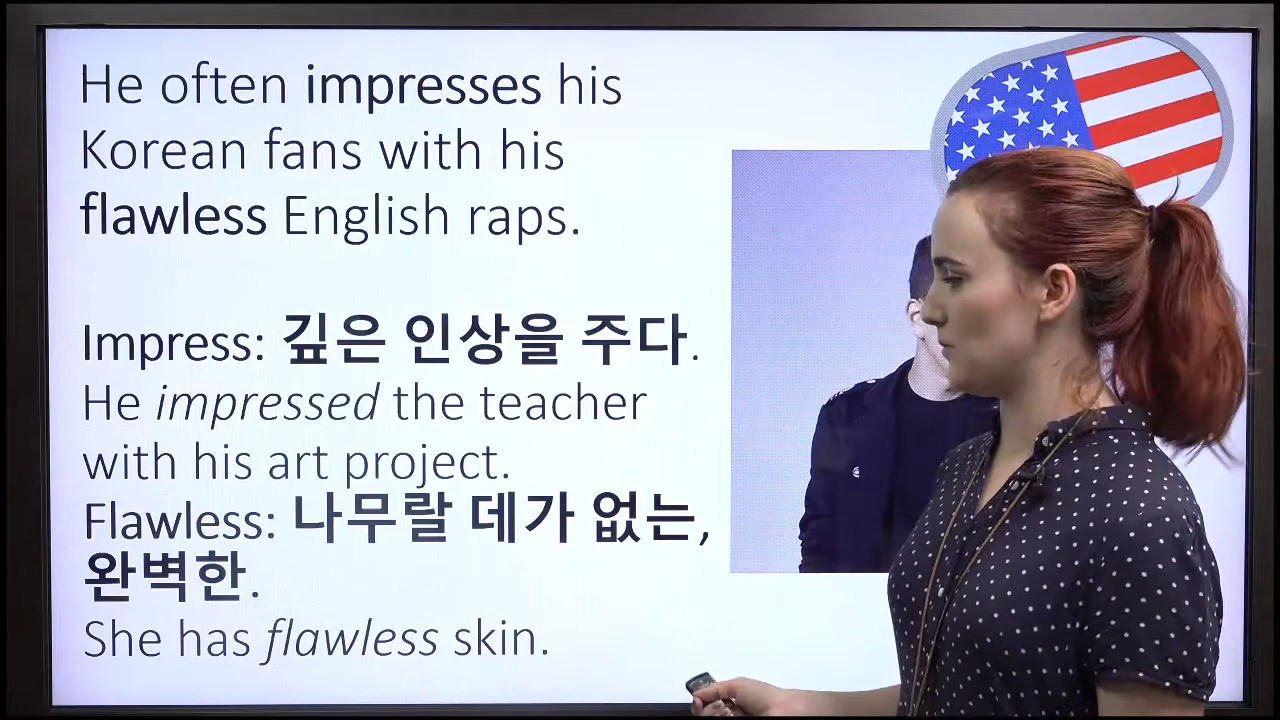 He often impresses his
Korean fans with his
flawless English raps.
Impress: 깊은 인상을 주다.
He impressed the teacher
with his art project.
Flawless: 나무랄 데가 없는,
완벽한.
She has flawless skin.